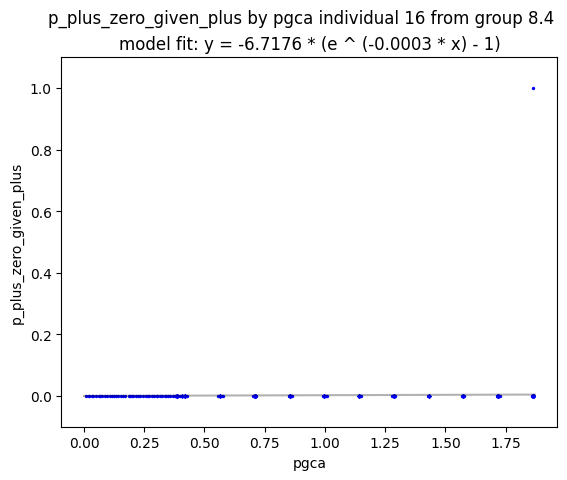 p_plus_zero_given_plus by pgca individual 16 from group 8.4
model fit: y = -6.7176 * (e ^ (-0.0003 * x) - 1)
1.0
0.8
0.6
0.4
0.2
0.0
p_plus_zero_given_plus
0.00 0.25 0.50 0.75 1.00 1.25 1.50 1.75
pgca